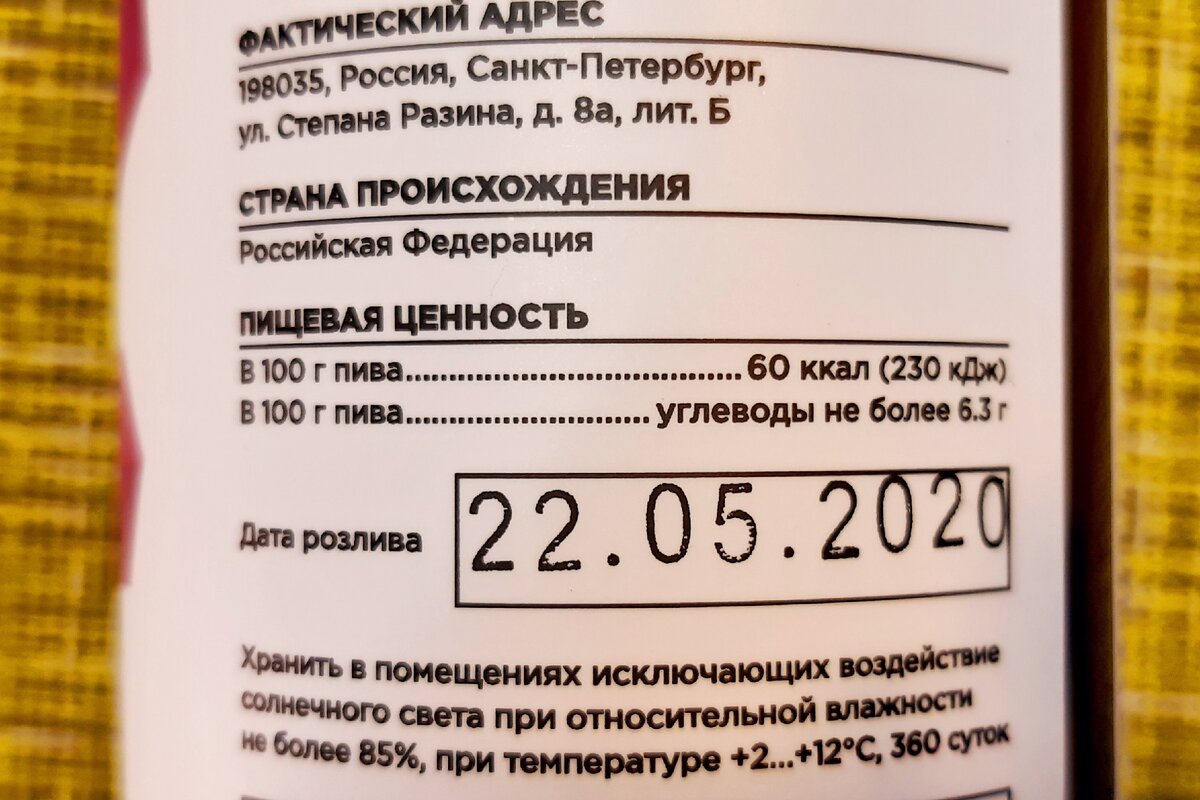 ФАКТИЧЕСКИЙ АДРЕС
198035, Россия, Санкт-Петербург,
ул. Степана Разина, д. 8а, лит. Б
СТРАНА ПРОИСХОЖДЕНИЯ
Российская Федерация
ПИЩЕВАЯ ЦЕННОСТЬ
В 100 г пива......................................60 ккал (230 кДж)
В 100 г пива...........................углеводы не более 6.3 г
Дата розлива 22.05.2020
Хранить в помещениях исключающих воздействие
солнечного света при относительной влажности
не более 85%, при температуре +2...+12°С, 360 суток